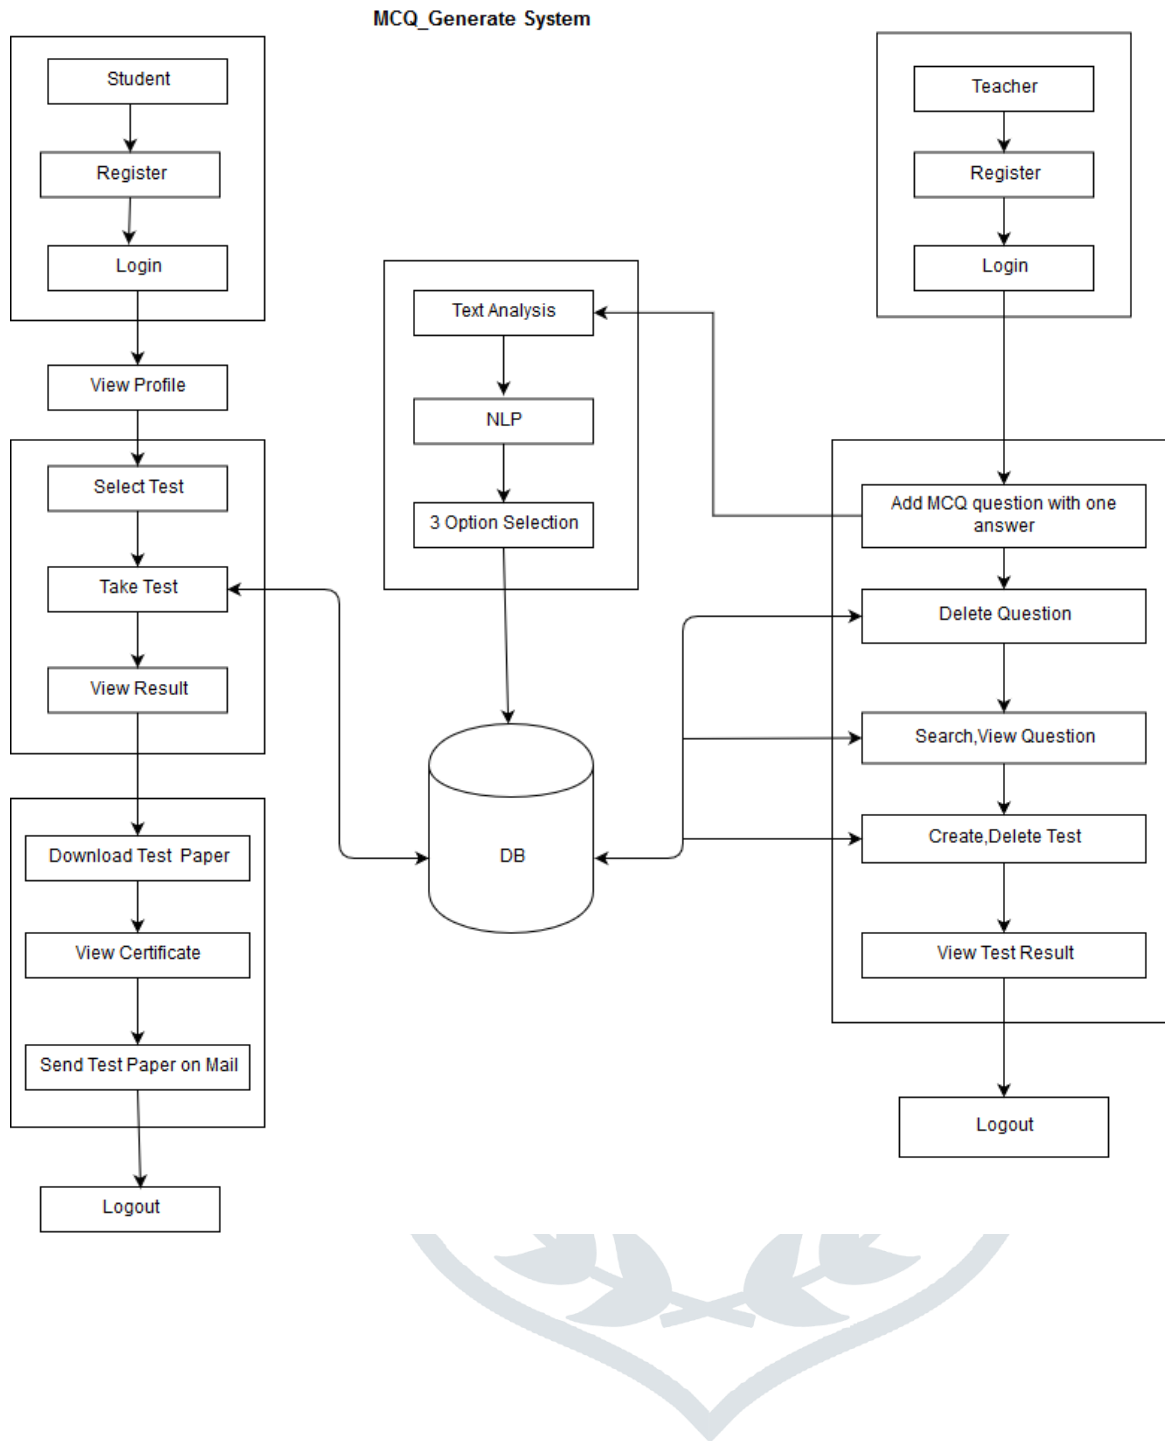 MCQ_Generate System
Student
Register
Login
View Profile
Select Test
Take Test
View Result
Download Test Paper
View Certificate
Send Test Paper on Mail
Logout
Text Analysis
NLP
3 Option Selection
DB
Teacher
Register
Login
Add MCQ question with one
answer
Delete Question
Search,View Question
Create,Delete Test
View Test Result
Logout